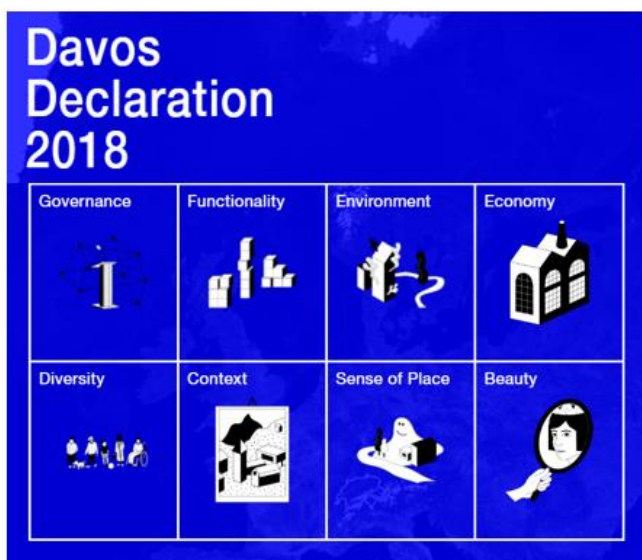 Davos
Declaration
2018
Governance
Functionality
Environment
Economy
Diversity
Context
Sense of Place
Beauty